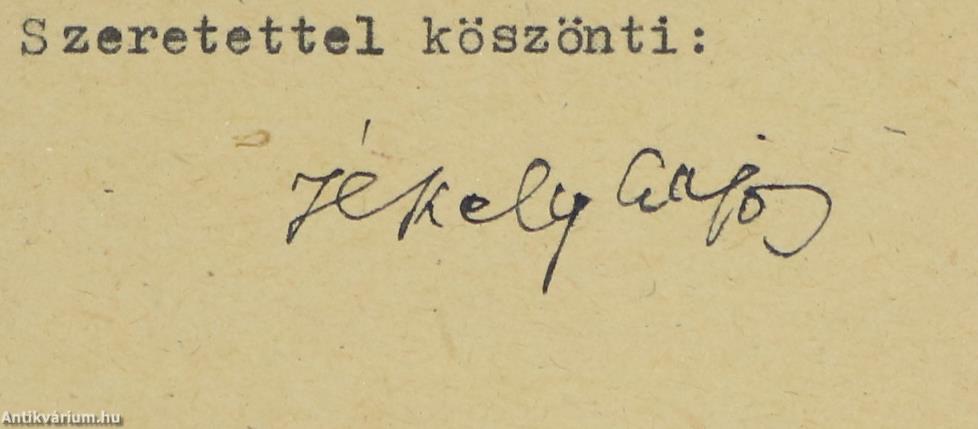 Szeretettel köszönti:
Jékely Lajos
Antikvárium.hu